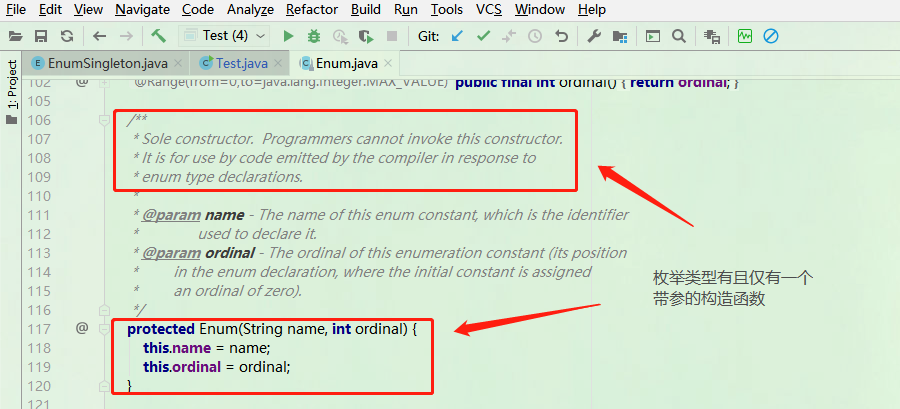 File Edit View Navigate Code Analyze Refactor Build Run Tools VCS Window Help
Test (4) Git:
EnumSingleton.java Test.java Enum.java
1: Project
102 @ @Range(from=0,to=java.lang.Integer.MAX_VALUE) public final int ordinal() { return ordinal; }
105
106 /**
107 * Sole constructor. Programmers cannot invoke this constructor.
108 * It is for use by code emitted by the compiler in response to
109 * enum type declarations.
110 *
111 * @param name - The name of this enum constant, which is the identifier
112 * used to declare it.
113 * @param ordinal - The ordinal of this enumeration constant (its position
114 * in the enum declaration, where the initial constant is assigned
115 * an ordinal of zero).
116 */
117 @ protected Enum(String name, int ordinal) {
118 this.name = name;
119 this.ordinal = ordinal;
120 }
121
枚举类型有且仅有一个
带参的构造函数